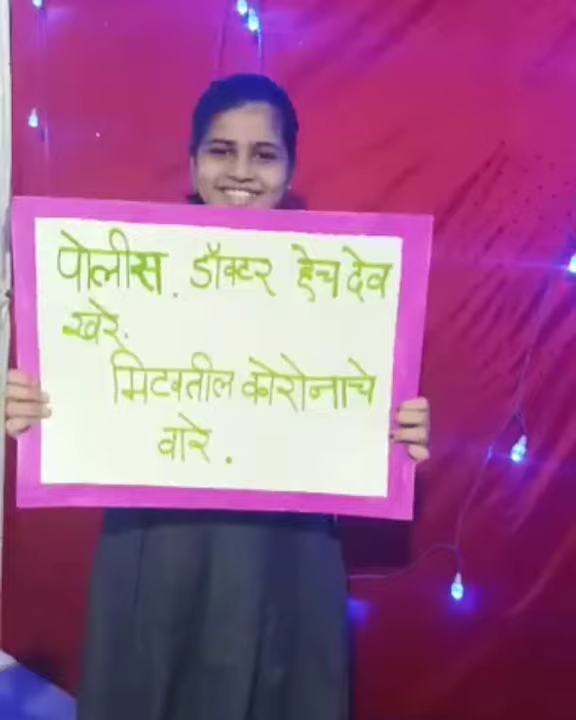 पोलीस. डॉक्टर हेच देव
खरे.
मिटवतील कोरोनाचे
वारे.